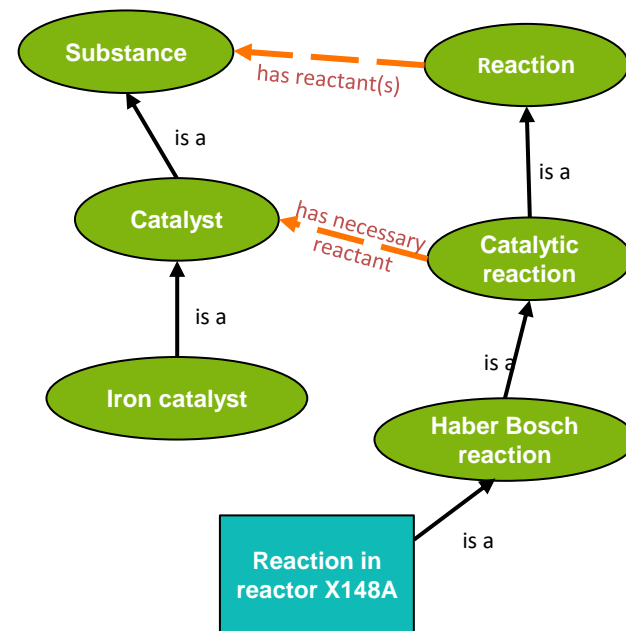 Substance
Reaction
has reactant(s)
is a
is a
Catalyst
has necessary
reactant
Catalytic
reaction
is a
is a
Iron catalyst
Haber Bosch
reaction
is a
Reaction in
reactor X148A